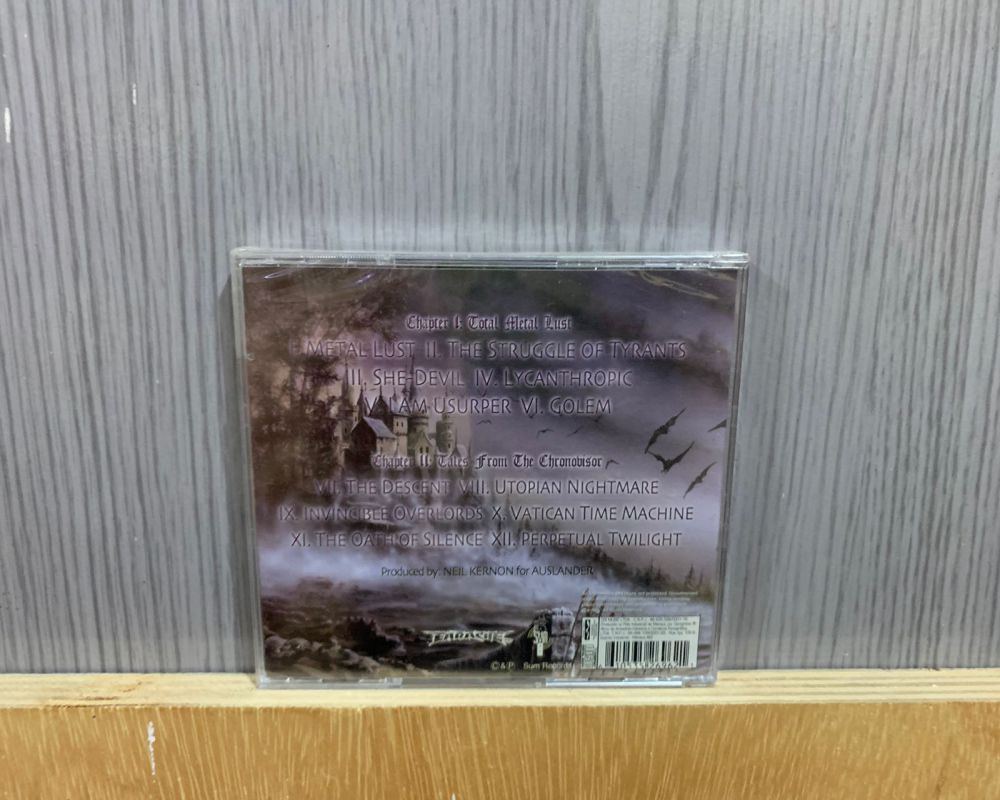 Chapter I: Total Metal Lust
I. METAL LUST II. THE STRUGGLE OF TYRANTS
III. SHE-DEVIL IV. LYCANTHROPIC
V. I AM USURPER VI. GOLEM
Chapter II: Tales From The Chronovisor
VII. THE DESCENT VIII. UTOPIAN NIGHTMARE
IX. INVINCIBLE OVERLORDS X. VATICAN TIME MACHINE
XI. THE OATH OF SILENCE XII. PERPETUAL TWILIGHT
Produced by: NEIL KERNON for AUSLANDER
©&P Sum Records